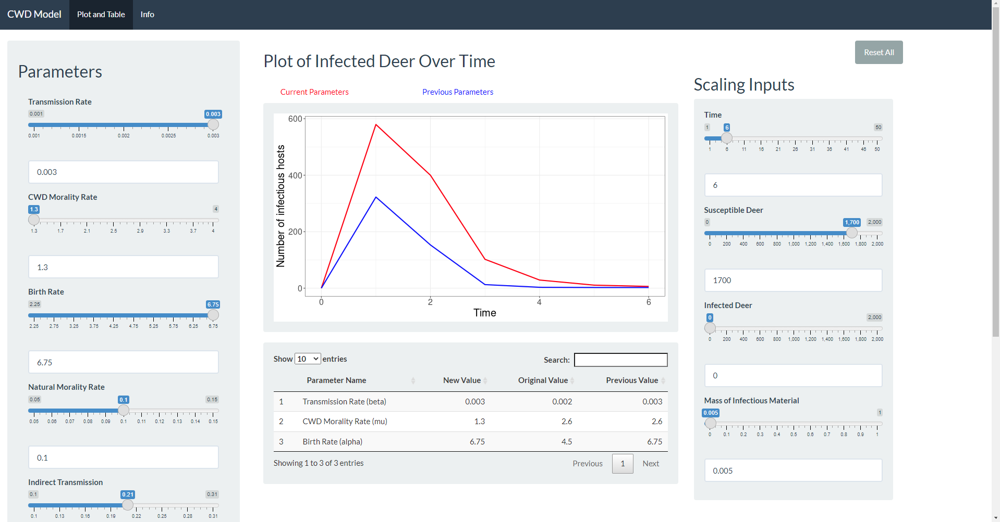 CWD Model Plot and Table Info
Reset All
Parameters
Transmission Rate
0.001 0.003
0.001 0.0015 0.002 0.0025 0.003
0.003
CWD Morality Rate
1.3 4
1.3 1.7 2.1 2.5 2.9 3.3 3.7 4
1.3
Birth Rate
2.25 6.75
2.25 2.75 3.25 3.75 4.25 4.75 5.25 5.75 6.25 6.75
6.75
Natural Morality Rate
0.05 0.1 0.15
0.05 0.06 0.07 0.08 0.09 0.1 0.11 0.12 0.13 0.14 0.15
0.1
Indirect Transmission
0.1 0.21 0.31
0.1 0.13 0.16 0.19 0.22 0.25 0.28 0.31
Plot of Infected Deer Over Time
Current Parameters Previous Parameters
Number of infectious hosts
600
400
200
0
0 2 4 6
Time
Show 10 entries Search:
Parameter Name New Value Original Value Previous Value
1 Transmission Rate (beta) 0.003 0.002 0.003
2 CWD Morality Rate (mu) 1.3 2.6 2.6
3 Birth Rate (alpha) 6.75 4.5 6.75
Showing 1 to 3 of 3 entries Previous 1 Next
Scaling Inputs
Time
1 6 50
1 6 11 16 21 26 31 36 41 46 50
6
Susceptible Deer
0 1,700 2,000
0 200 400 600 800 1,000 1,200 1,400 1,600 1,800 2,000
1700
Infected Deer
0 2,000
0 200 400 600 800 1,000 1,200 1,400 1,600 1,800 2,000
0
Mass of Infectious Material
0.005 1
0 0.1 0.2 0.3 0.4 0.5 0.6 0.7 0.8 0.9 1
0.005